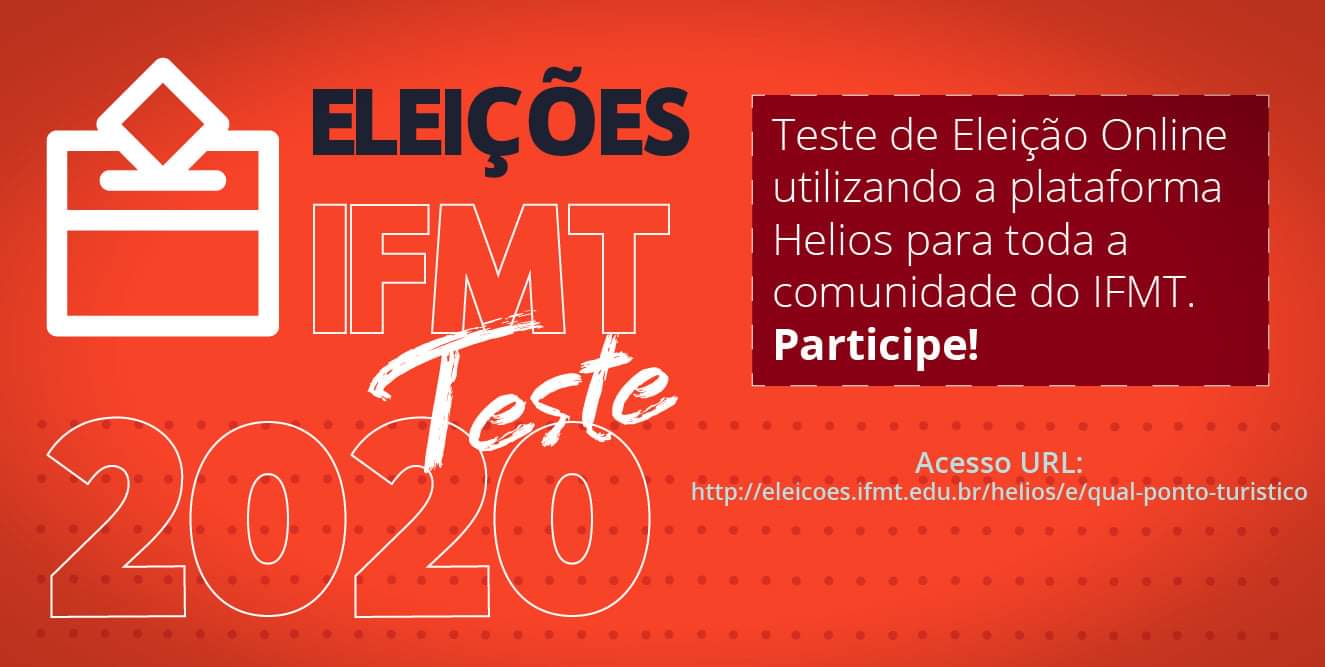 ELEIÇÕES
IFMT
Teste
2020
Teste de Eleição Online
utilizando a plataforma
Helios para toda a
comunidade do IFMT.
Participe!
Acesso URL:
http://eleicoes.ifmt.edu.br/helios/e/qual-ponto-turistico